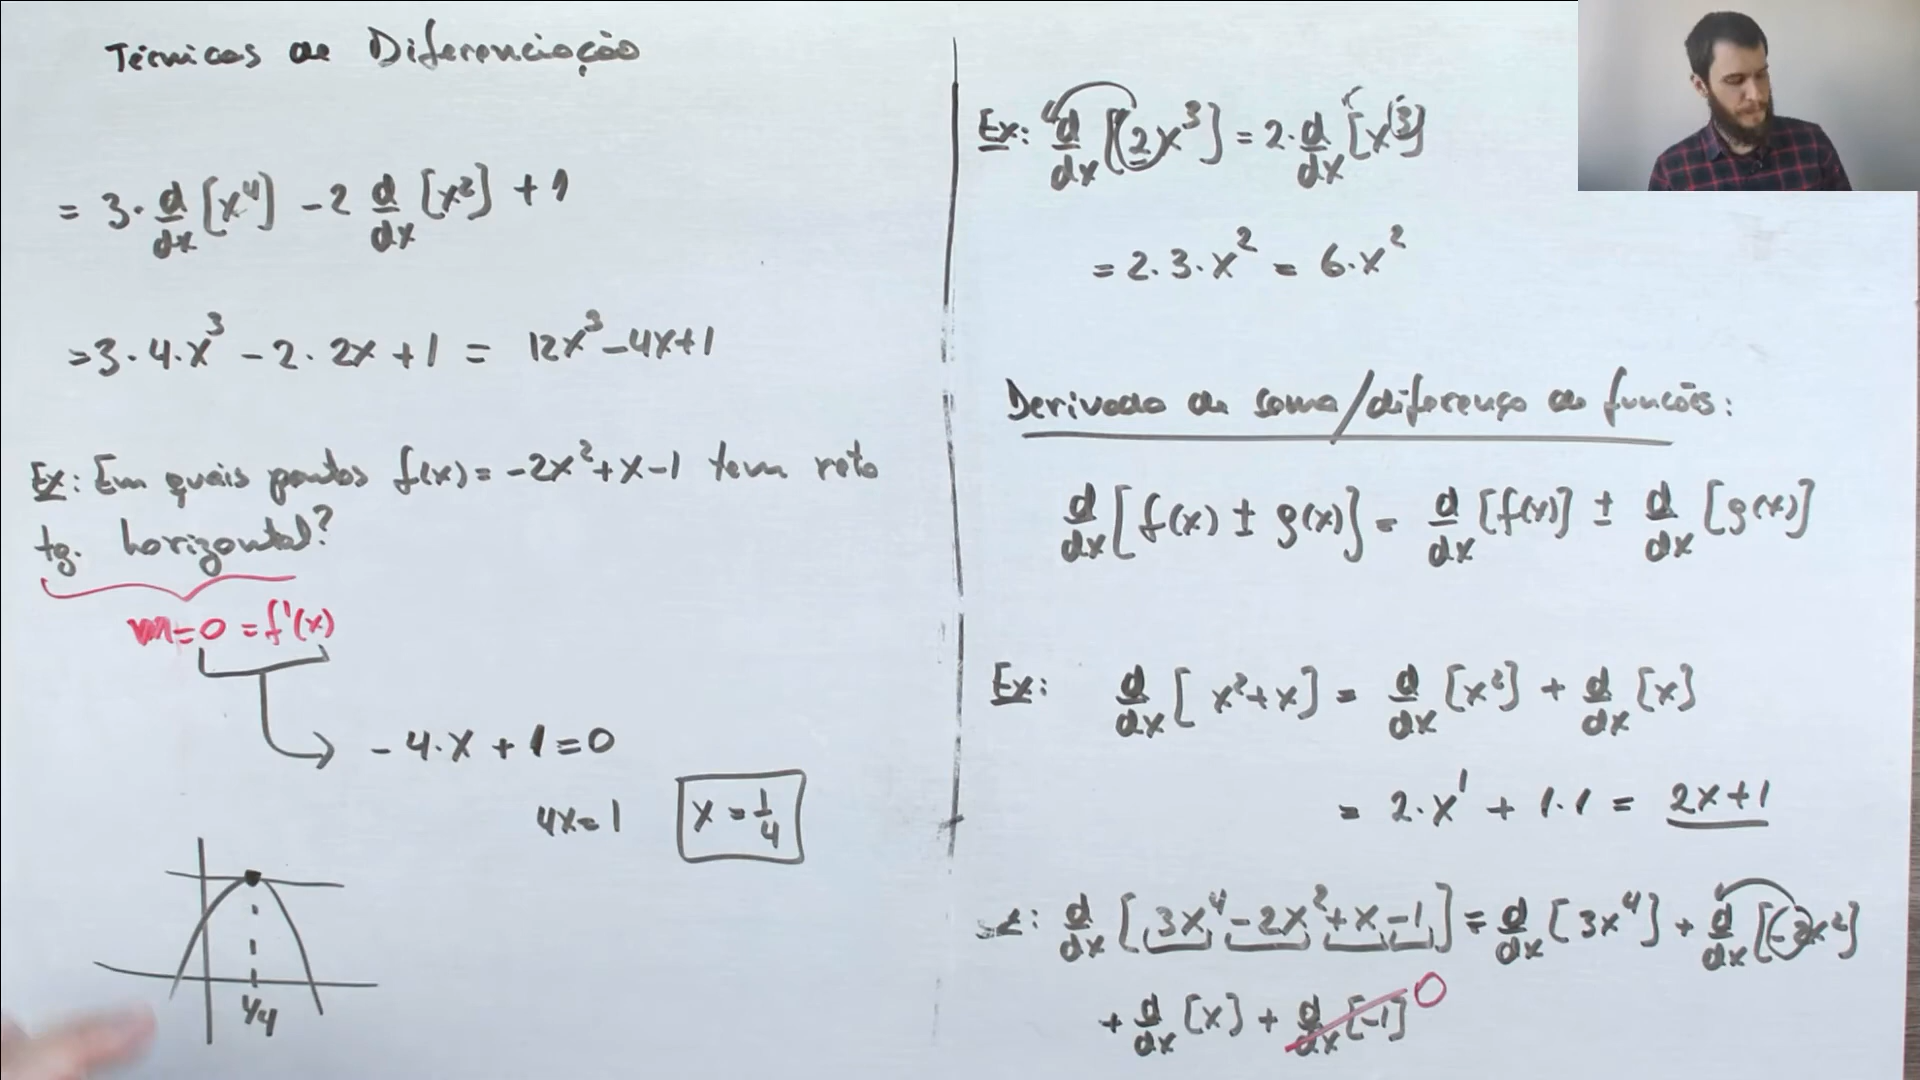 Técnicas de Diferenciação
= 3·d/dx[x⁴] - 2 d/dx[x²] + 1
= 3·4·x³ - 2·2x + 1 = 12x³ - 4x + 1
Ex: Em quais pontos f(x) = -2x² + x - 1 tem reta
tg. horizontal?
m = 0 = f'(x)
-4·x + 1 = 0
4x = 1
x = 1/4
1/4
Ex: d/dx[(2)x³] = 2·d/dx[x³]
= 2·3·x² = 6·x²
Derivada da soma/diferença de funções:
d/dx[f(x) ± g(x)] = d/dx[f(x)] ± d/dx[g(x)]
Ex: d/dx[x² + x] = d/dx[x²] + d/dx[x]
= 2·x¹ + 1·1 = 2x + 1
d/dx[3x⁴ - 2x² + x - 1] = d/dx[3x⁴] + d/dx[(-2)x²]
+ d/dx[x] + d/dx[-1] 0